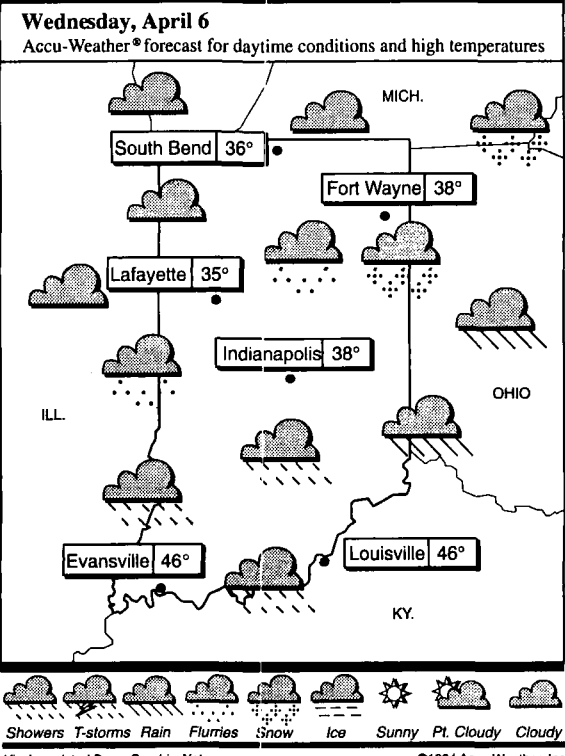 Wednesday, April 6
Accu-Weather® forecast for daytime conditions and high temperatures
MICH.
South Bend 36°
Fort Wayne 38°
Lafayette 35°
Indianapolis 38°
OHIO
ILL.
Evansville 46°
Louisville 46°
KY.
Showers T-storms Rain Flurries Snow Ice Sunny Pt. Cloudy Cloudy